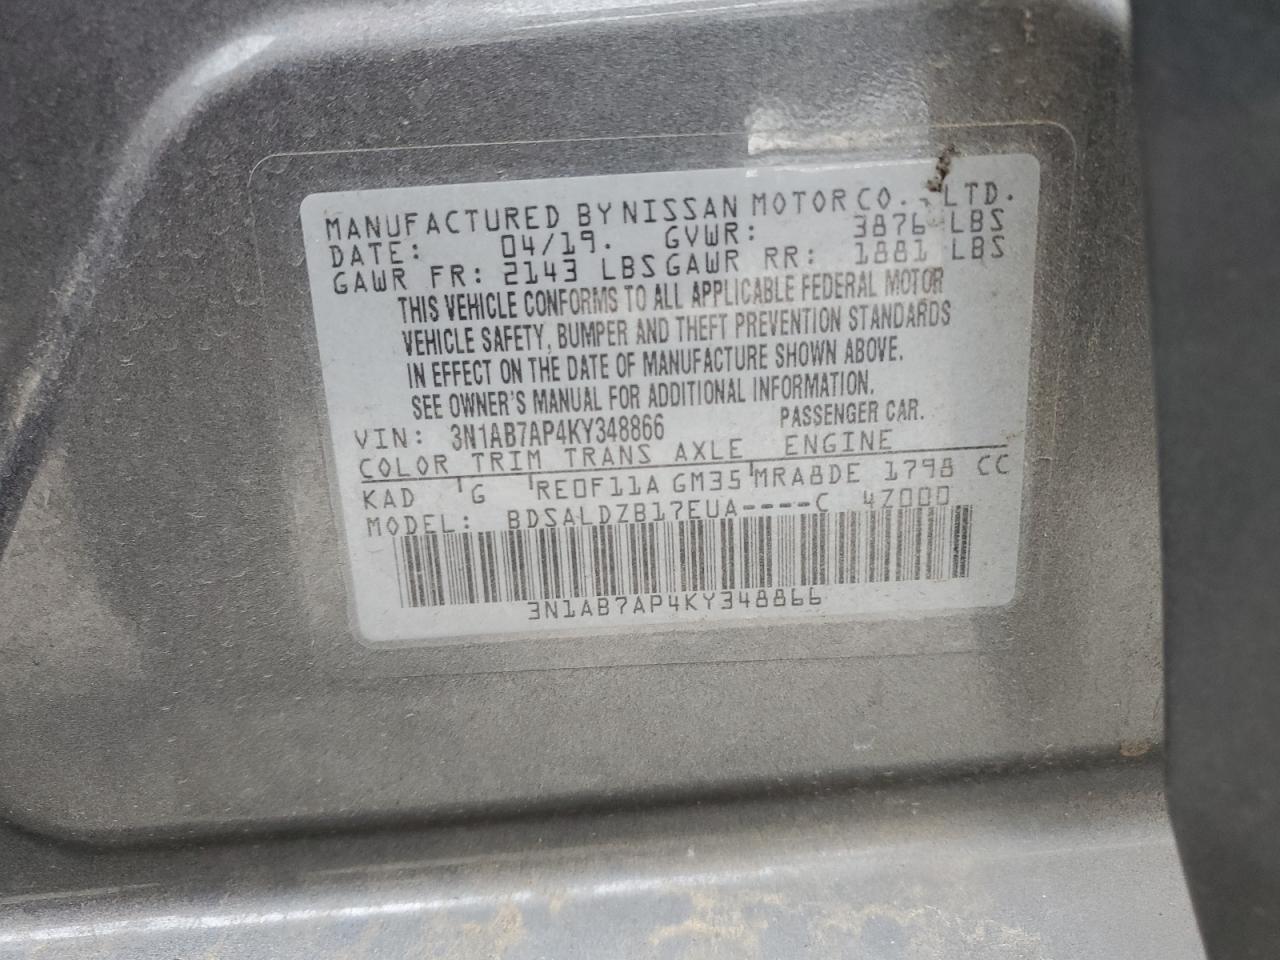 MANUFACTURED BY NISSAN MOTOR CO., LTD.
DATE: 04/19. GVWR: 3876 LBS
GAWR FR: 2143 LBS GAWR RR: 1881 LBS
THIS VEHICLE CONFORMS TO ALL APPLICABLE FEDERAL MOTOR
VEHICLE SAFETY, BUMPER AND THEFT PREVENTION STANDARDS
IN EFFECT ON THE DATE OF MANUFACTURE SHOWN ABOVE.
SEE OWNER'S MANUAL FOR ADDITIONAL INFORMATION.
VIN: 3N1AB7AP4KY348866 PASSENGER CAR.
COLOR TRIM TRANS AXLE ENGINE
KAD G RE0F11A GM35 MRA8DE 1798 CC
MODEL: BDSALDZB17EUA----C 4Z000
3N1AB7AP4KY348866